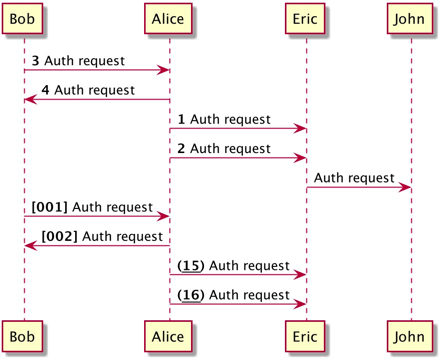 Bob Alice Eric John
3 Auth request
4 Auth request
1 Auth request
2 Auth request
Auth request
[001] Auth request
[002] Auth request
(15) Auth request
(16) Auth request
Bob Alice Eric John